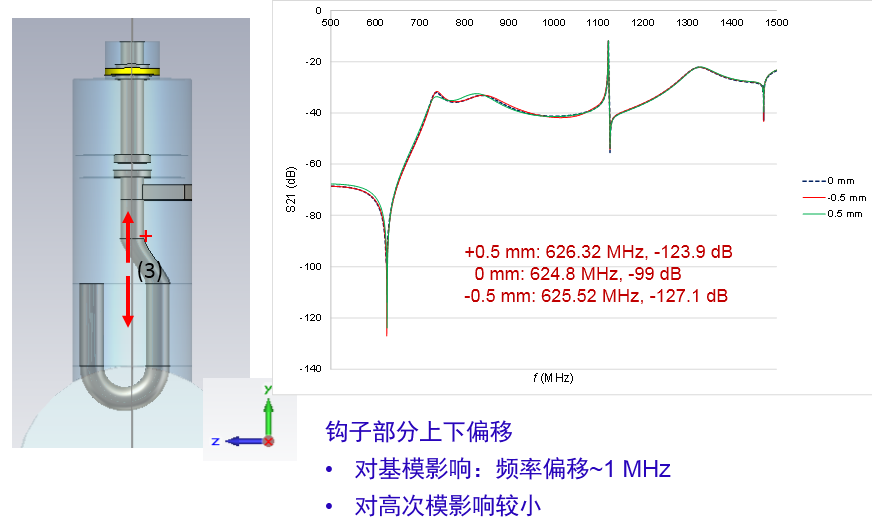 0
500 600 700 800 900 1000 1100 1200 1300 1400 1500
-20
-40
-60
-80
-100
-120
-140
S21 (dB)
f (MHz)
0 mm
-0.5 mm
0.5 mm
+0.5 mm: 626.32 MHz, -123.9 dB
0 mm: 624.8 MHz, -99 dB
-0.5 mm: 625.52 MHz, -127.1 dB
+
(3)
y
z
钩子部分上下偏移
• 对基模影响：频率偏移~1 MHz
• 对高次模影响较小